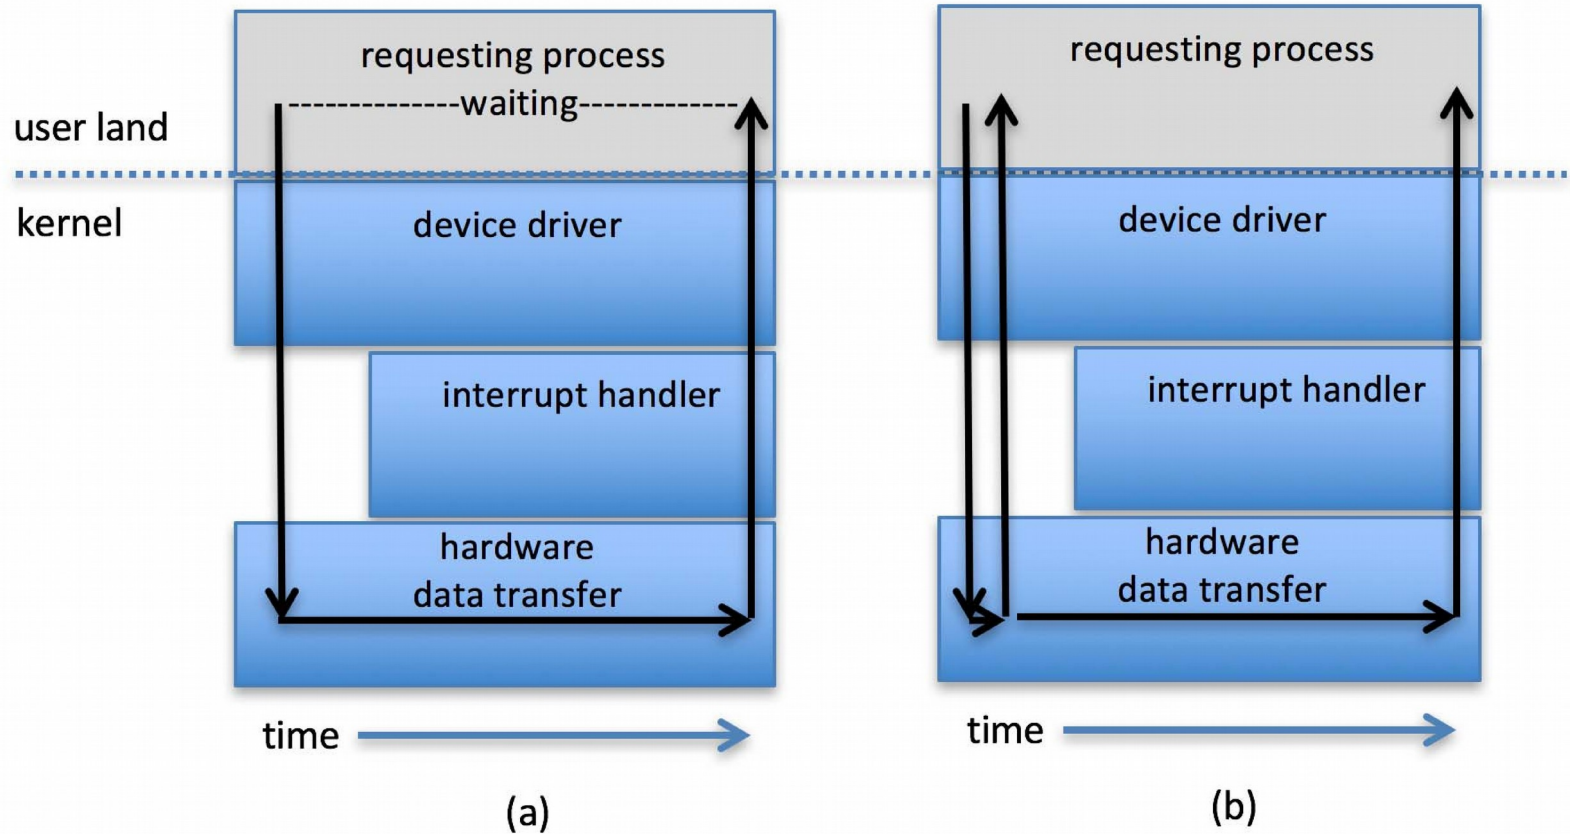 requesting process
waiting
user land
kernel
device driver
interrupt handler
hardware
data transfer
time
(a)
requesting process
device driver
interrupt handler
hardware
data transfer
time
(b)